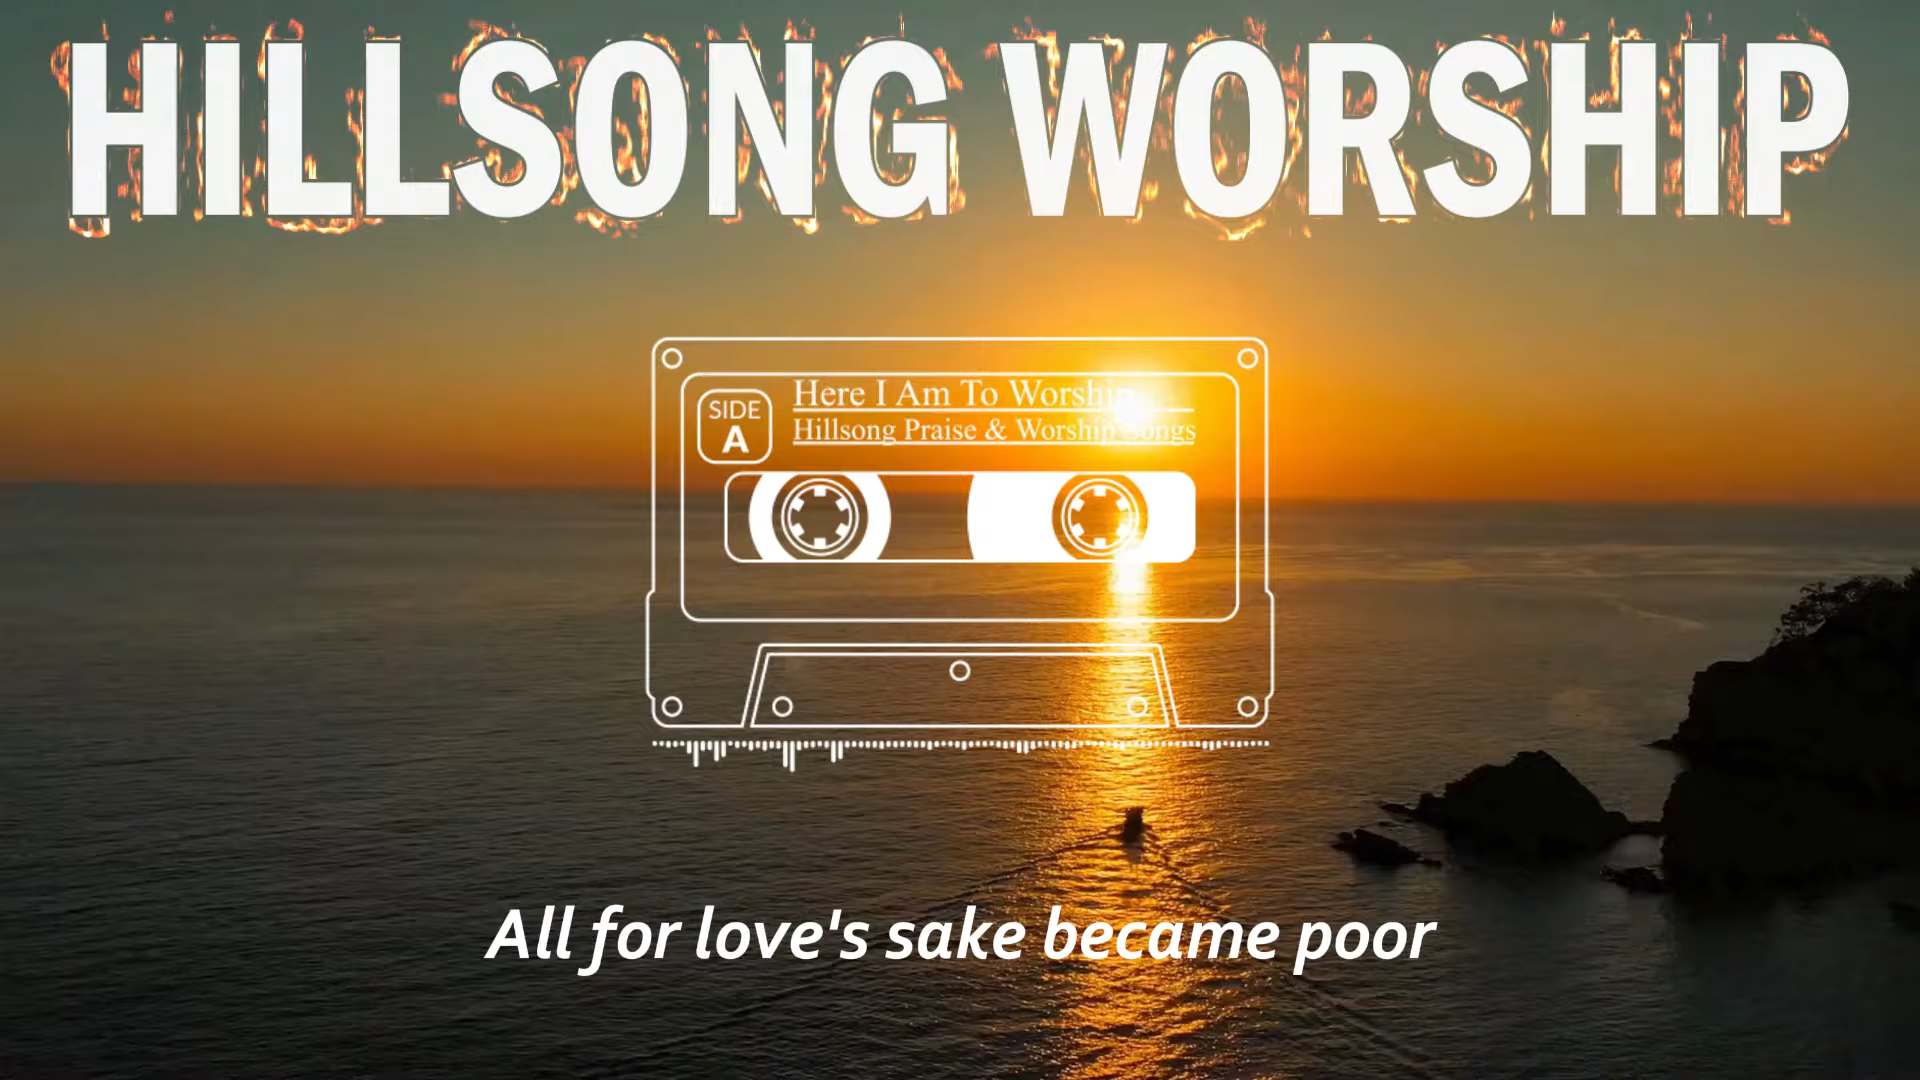 HILLSONG WORSHIP
SIDE
A
Here I Am To Worship
Hillsong Praise & Worship Songs
All for love's sake became poor